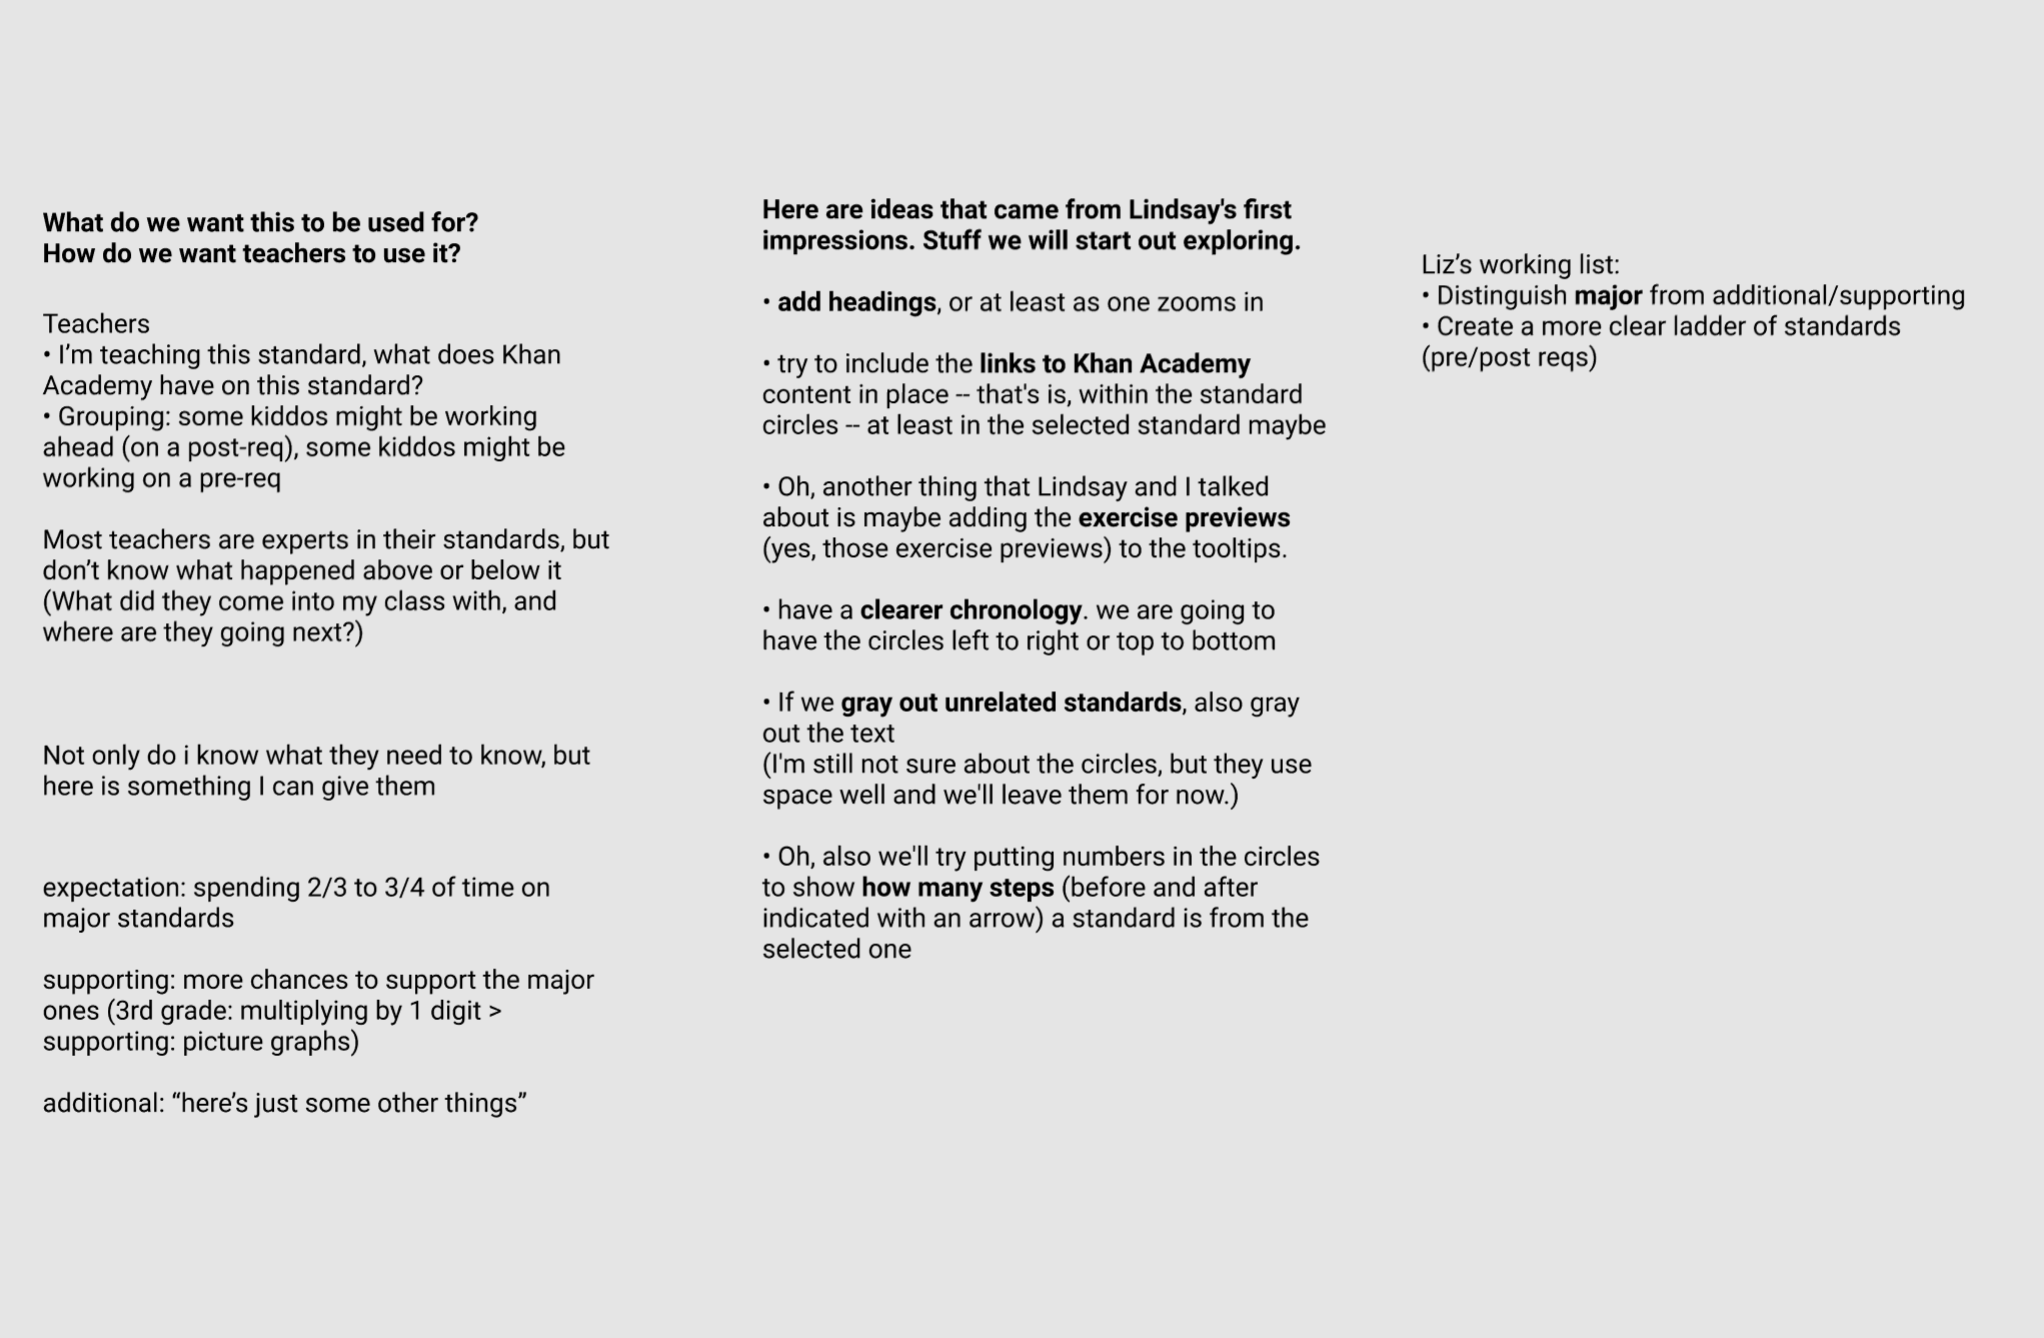 What do we want this to be used for?
How do we want teachers to use it?
Teachers
• I’m teaching this standard, what does Khan
Academy have on this standard?
• Grouping: some kiddos might be working
ahead (on a post-req), some kiddos might be
working on a pre-req
Most teachers are experts in their standards, but
don’t know what happened above or below it
(What did they come into my class with, and
where are they going next?)
Not only do i know what they need to know, but
here is something I can give them
expectation: spending 2/3 to 3/4 of time on
major standards
supporting: more chances to support the major
ones (3rd grade: multiplying by 1 digit >
supporting: picture graphs)
additional: “here’s just some other things”
Here are ideas that came from Lindsay's first
impressions. Stuff we will start out exploring.
• add headings, or at least as one zooms in
• try to include the links to Khan Academy
content in place -- that's is, within the standard
circles -- at least in the selected standard maybe
• Oh, another thing that Lindsay and I talked
about is maybe adding the exercise previews
(yes, those exercise previews) to the tooltips.
• have a clearer chronology. we are going to
have the circles left to right or top to bottom
• If we gray out unrelated standards, also gray
out the text
(I'm still not sure about the circles, but they use
space well and we'll leave them for now.)
• Oh, also we'll try putting numbers in the circles
to show how many steps (before and after
indicated with an arrow) a standard is from the
selected one
Liz’s working list:
• Distinguish major from additional/supporting
• Create a more clear ladder of standards
(pre/post reqs)